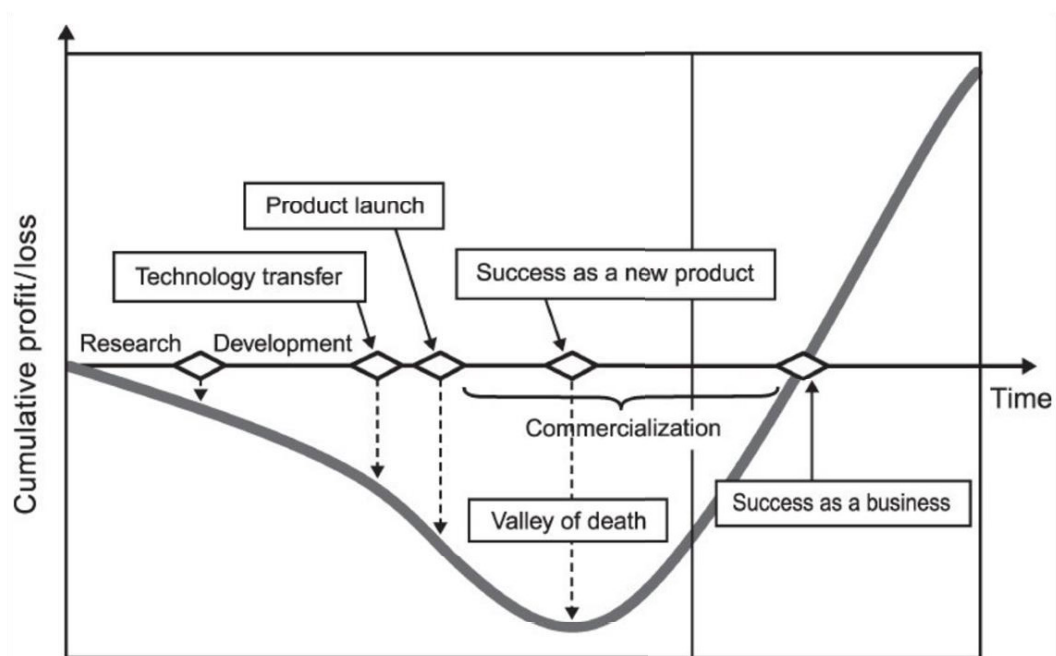 Product launch
Technology transfer
Success as a new product
Research
Development
Time
Commercialization
Cumulative profit/loss
Success as a business
Valley of death